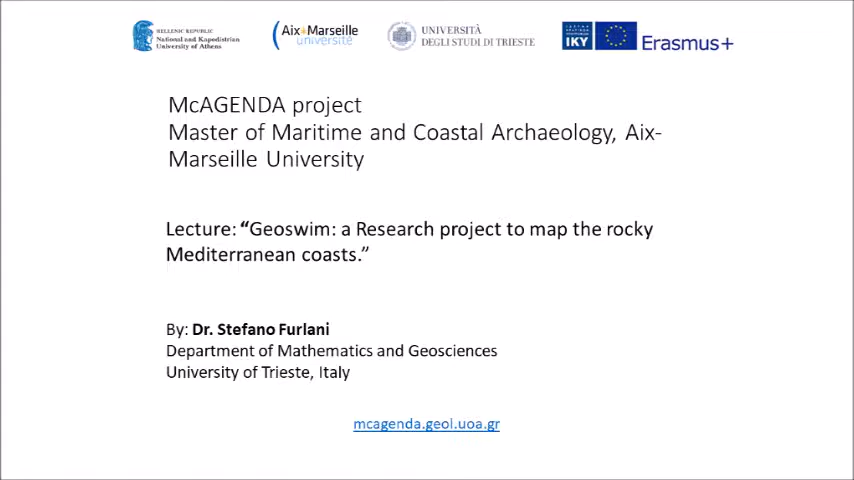 HELLENIC REPUBLIC
National and Kapodistrian
University of Athens
Aix*Marseille
université
UNIVERSITÀ
DEGLI STUDI DI TRIESTE
IKY
Erasmus+
McAGENDA project
Master of Maritime and Coastal Archaeology, Aix-
Marseille University
Lecture: “Geoswim: a Research project to map the rocky
Mediterranean coasts.”
By: Dr. Stefano Furlani
Department of Mathematics and Geosciences
University of Trieste, Italy
mcagenda.geol.uoa.gr